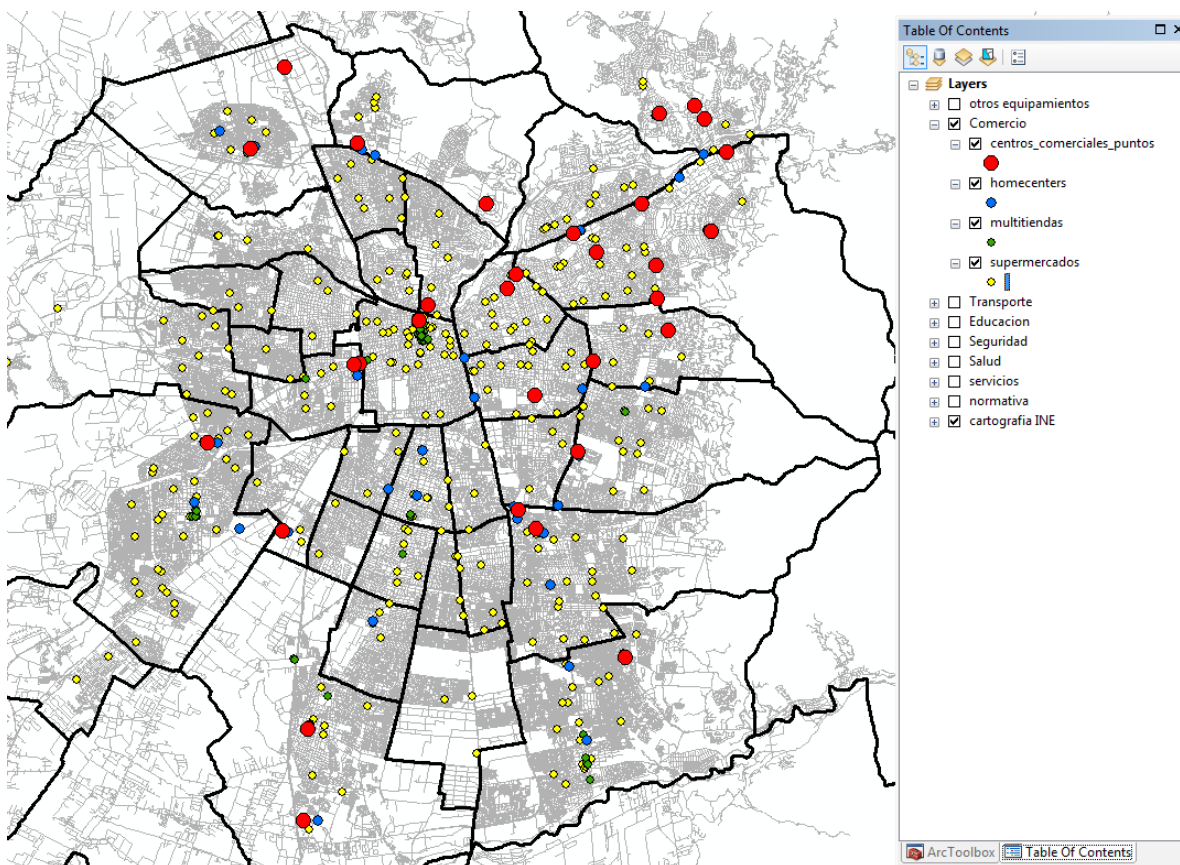 Table Of Contents
Layers
otros equipamientos
Comercio
centros_comerciales_puntos
homecenters
multitiendas
supermercados
Transporte
Educacion
Seguridad
Salud
servicios
normativa
cartografia INE
ArcToolbox Table Of Contents